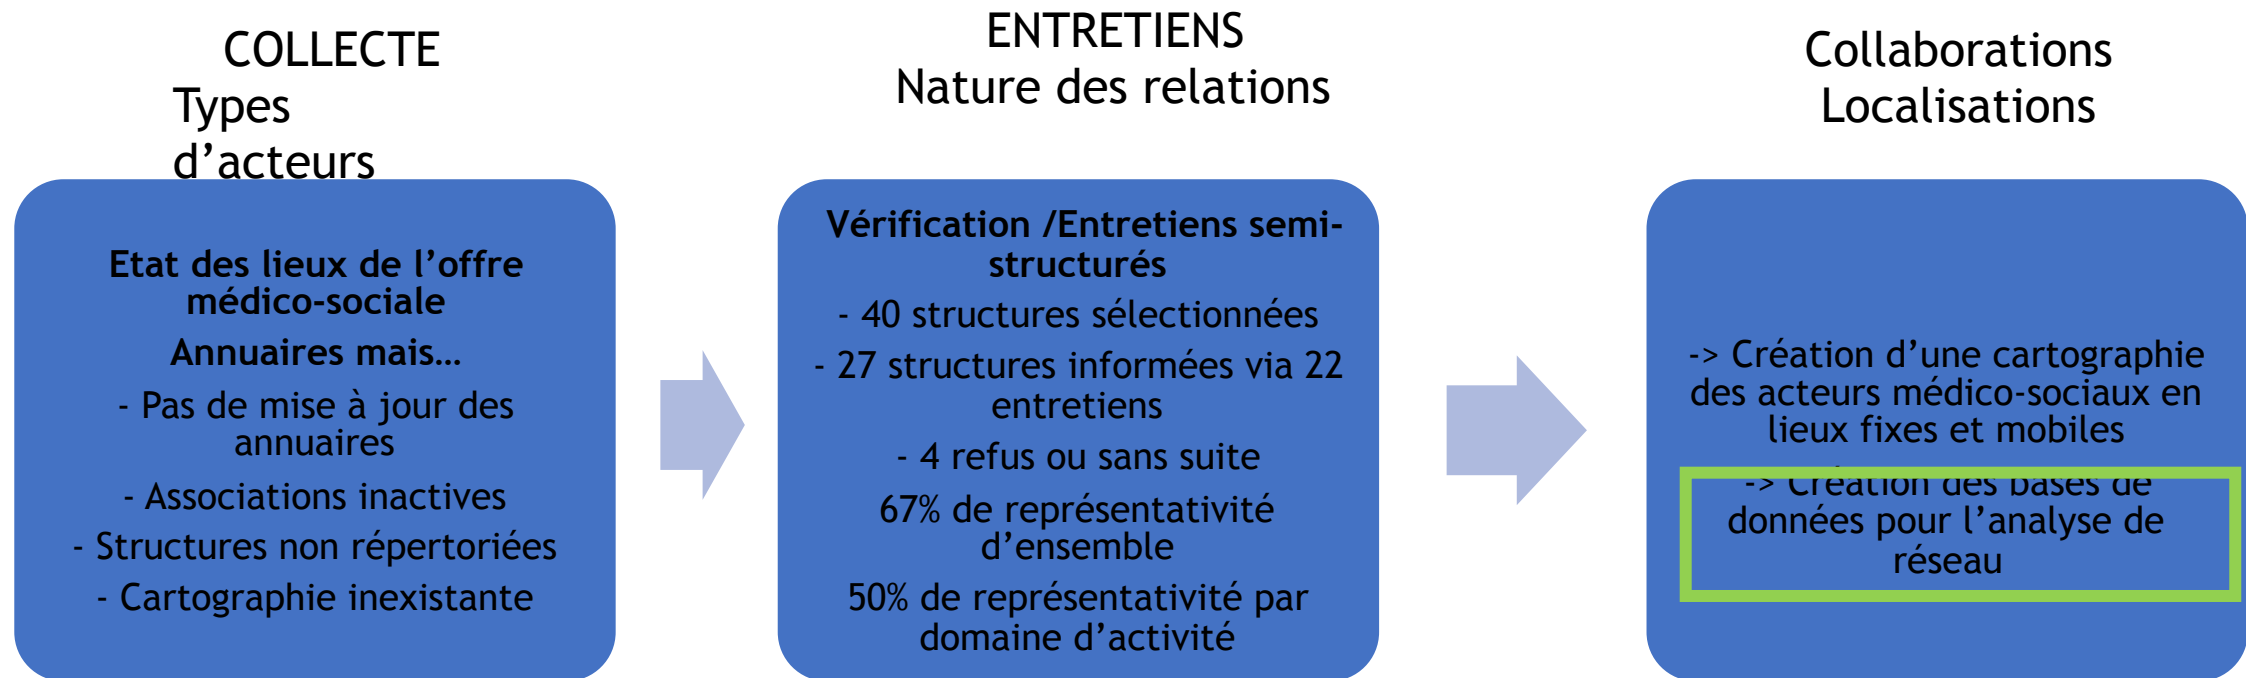 COLLECTE
Types
d’acteurs
Etat des lieux de l’offre
médico-sociale
Annuaires mais…
- Pas de mise à jour des
annuaires
- Associations inactives
- Structures non répertoriées
- Cartographie inexistante
ENTRETIENS
Nature des relations
Vérification /Entretiens semi-
structurés
- 40 structures sélectionnées
- 27 structures informées via 22
entretiens
- 4 refus ou sans suite
67% de représentativité
d’ensemble
50% de représentativité par
domaine d’activité
Collaborations
Localisations
-> Création d’une cartographie
des acteurs médico-sociaux en
lieux fixes et mobiles
-> Création des bases de
données pour l’analyse de
réseau